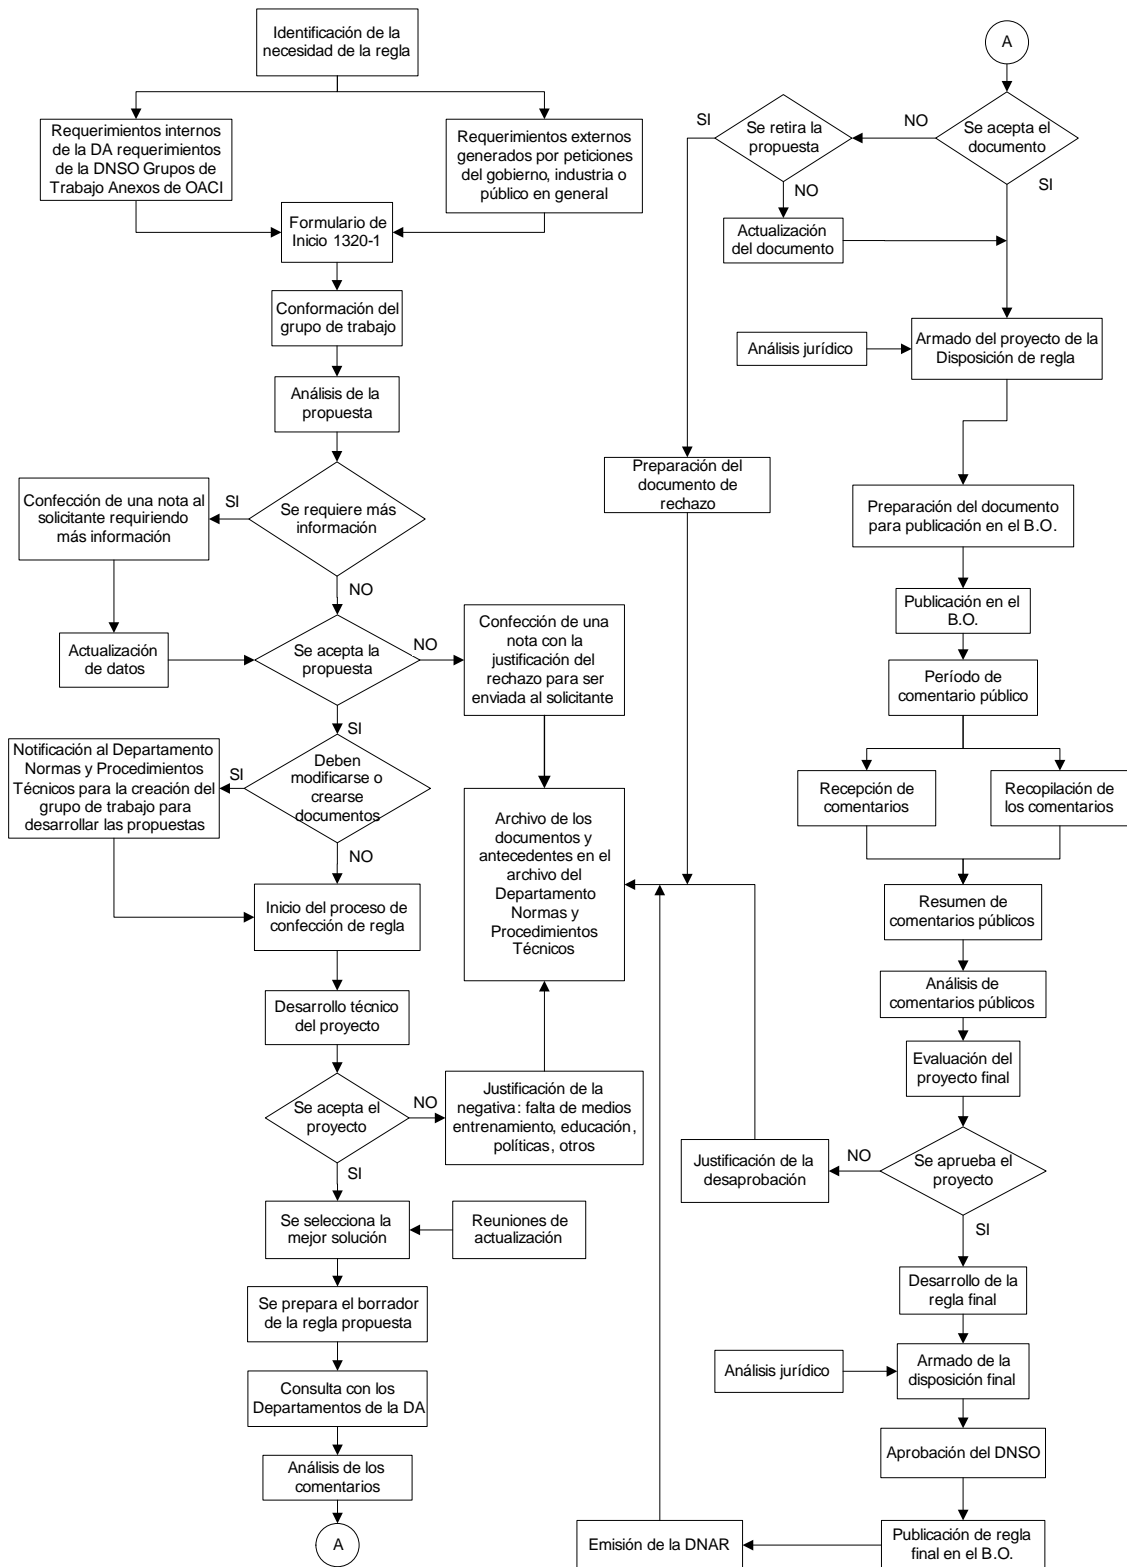 Identificación de la
necesidad de la regla
Requerimientos internos
de la DA requerimientos
de la DNSO Grupos de
Trabajo Anexos de OACI
Requerimientos externos
generados por peticiones
del gobierno, industria o
público en general
Formulario de
Inicio 1320-1
Conformación del
grupo de trabajo
Análisis de la
propuesta
Se requiere más
información
SI
Confección de una nota al
solicitante requiriendo
más información
NO
Actualización
de datos
Se acepta la
propuesta
NO
Confección de una
nota con la
justificación del
rechazo para ser
enviada al solicitante
SI
Deben
modificarse o
crearse
documentos
SI
Notificación al Departamento
Normas y Procedimientos
Técnicos para la creación del
grupo de trabajo para
desarrollar las propuestas
NO
Archivo de los
documentos y
antecedentes en el
archivo del
Departamento
Normas y
Procedimientos
Técnicos
Inicio del proceso de
confección de regla
Desarrollo técnico
del proyecto
Se acepta el
proyecto
NO
Justificación de la
negativa: falta de medios
entrenamiento, educación,
políticas, otros
SI
Se selecciona la
mejor solución
Reuniones de
actualización
Se prepara el borrador
de la regla propuesta
Consulta con los
Departamentos de la DA
Análisis de los
comentarios
A
A
Se acepta el
documento
NO
Se retira la
propuesta
SI
SI
NO
Actualización
del documento
Análisis jurídico
Armado del proyecto de la
Disposición de regla
Preparación del
documento de
rechazo
Preparación del documento
para publicación en el B.O.
Publicación en el
B.O.
Período de
comentario público
Recepción de
comentarios
Recopilación de
los comentarios
Resumen de
comentarios públicos
Análisis de
comentarios públicos
Evaluación del
proyecto final
Se aprueba el
proyecto
NO
Justificación de la
desaprobación
SI
Desarrollo de la
regla final
Análisis jurídico
Armado de la
disposición final
Aprobación del DNSO
Publicación de regla
final en el B.O.
Emisión de la DNAR